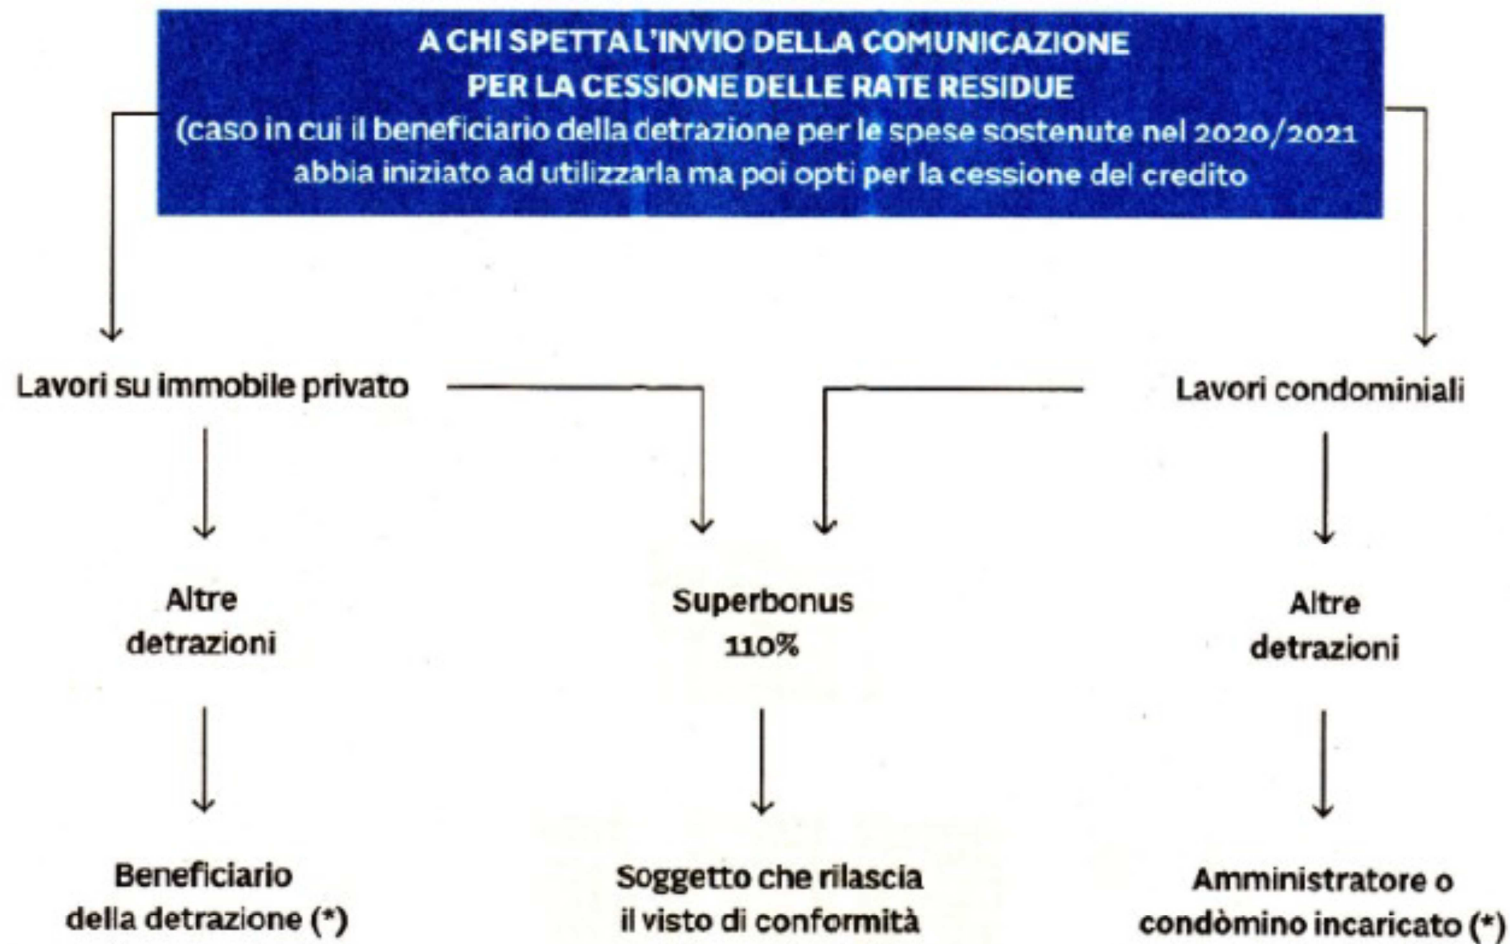 A CHI SPETTA L'INVIO DELLA COMUNICAZIONE
PER LA CESSIONE DELLE RATE RESIDUE
(caso in cui il beneficiario della detrazione per le spese sostenute nel 2020/2021
abbia iniziato ad utilizzarla ma poi opti per la cessione del credito
Lavori su immobile privato
Lavori condominiali
Altre
detrazioni
Superbonus
110%
Altre
detrazioni
Beneficiario
della detrazione (*)
Soggetto che rilascia
il visto di conformità
Amministratore o
condòmino incaricato (*)